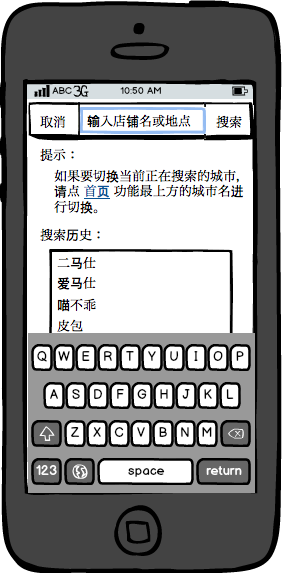 ABC 3G 10:50 AM
取消 输入店铺名或地点 搜索
提示：
如果要切换当前正在搜索的城市，
请点 首页 功能最上方的城市名进
行切换。
搜索历史：
二马仕
爱马仕
喵不乖
皮包
Q W E R T Y U I O P
A S D F G H J K L
Z X C V B N M
123 space return